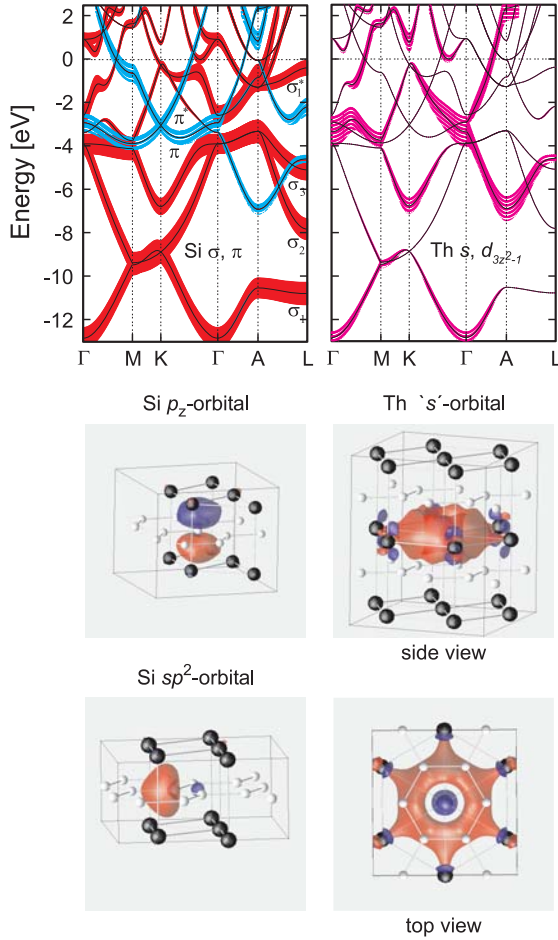 2
0
-2
-4
-6
-8
-10
-12
Energy [eV]
σ*1
π*
π
σ3
Si σ, π
σ2
σ1
Γ M K Γ A L
Th s, d3z²-1
Γ M K Γ A L
Si pz-orbital
Th `s´-orbital
side view
Si sp²-orbital
top view